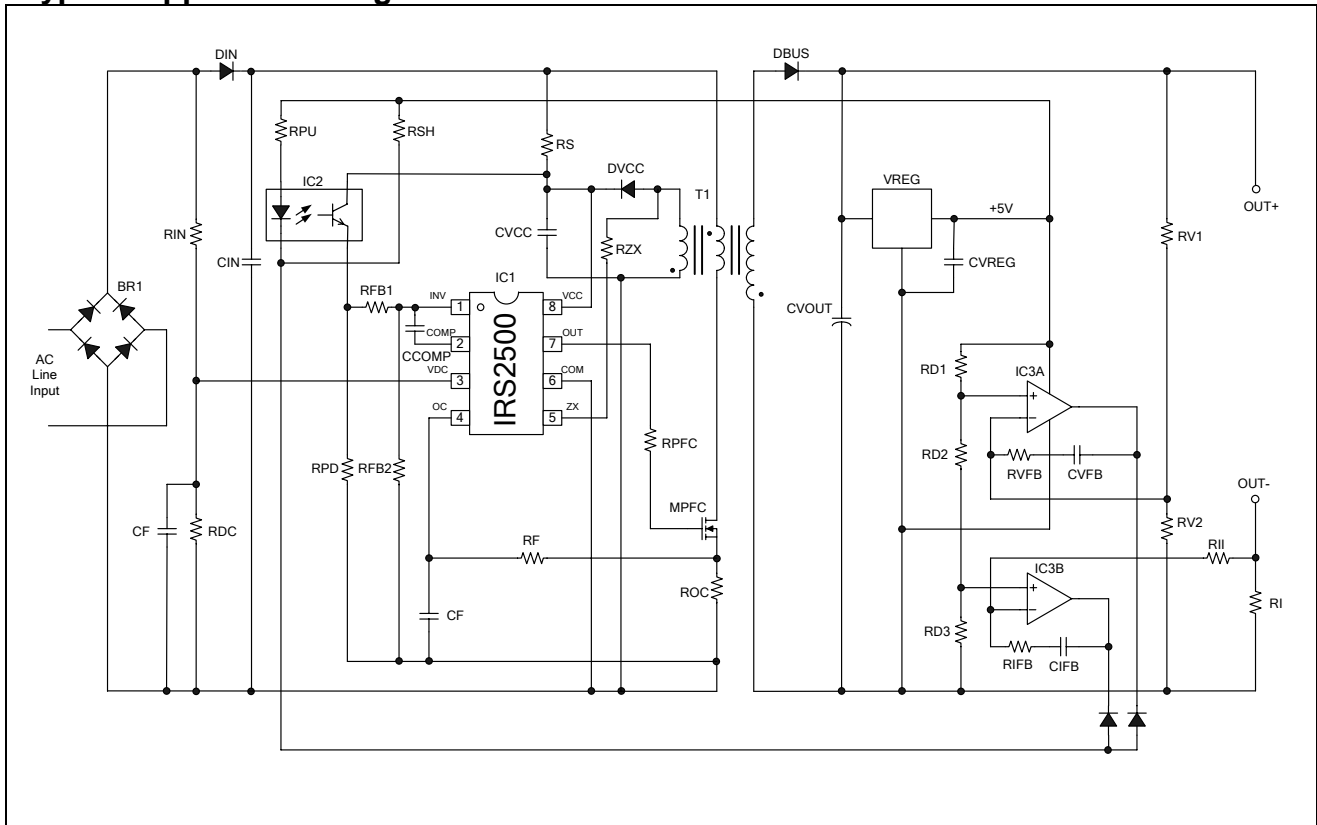 DIN
DBUS
RPU
RSH
RS
DVCC
T1
IC2
VREG
+5V
OUT+
RIN
CIN
CVCC
RZX
CVREG
RV1
BR1
AC
Line
Input
IC1
RFB1
INV
1
8
VCC
COMP
2
7
OUT
CCOMP
VDC
3
6
COM
OC
4
5
ZX
IRS2500
CVOUT
RD1
IC3A
+
−
RPFC
RPD
RFB2
RD2
RVFB
CVFB
OUT-
MPFC
CF
RDC
RF
RV2
RII
ROC
IC3B
+
−
RI
CF
RD3
RIFB
CIFB